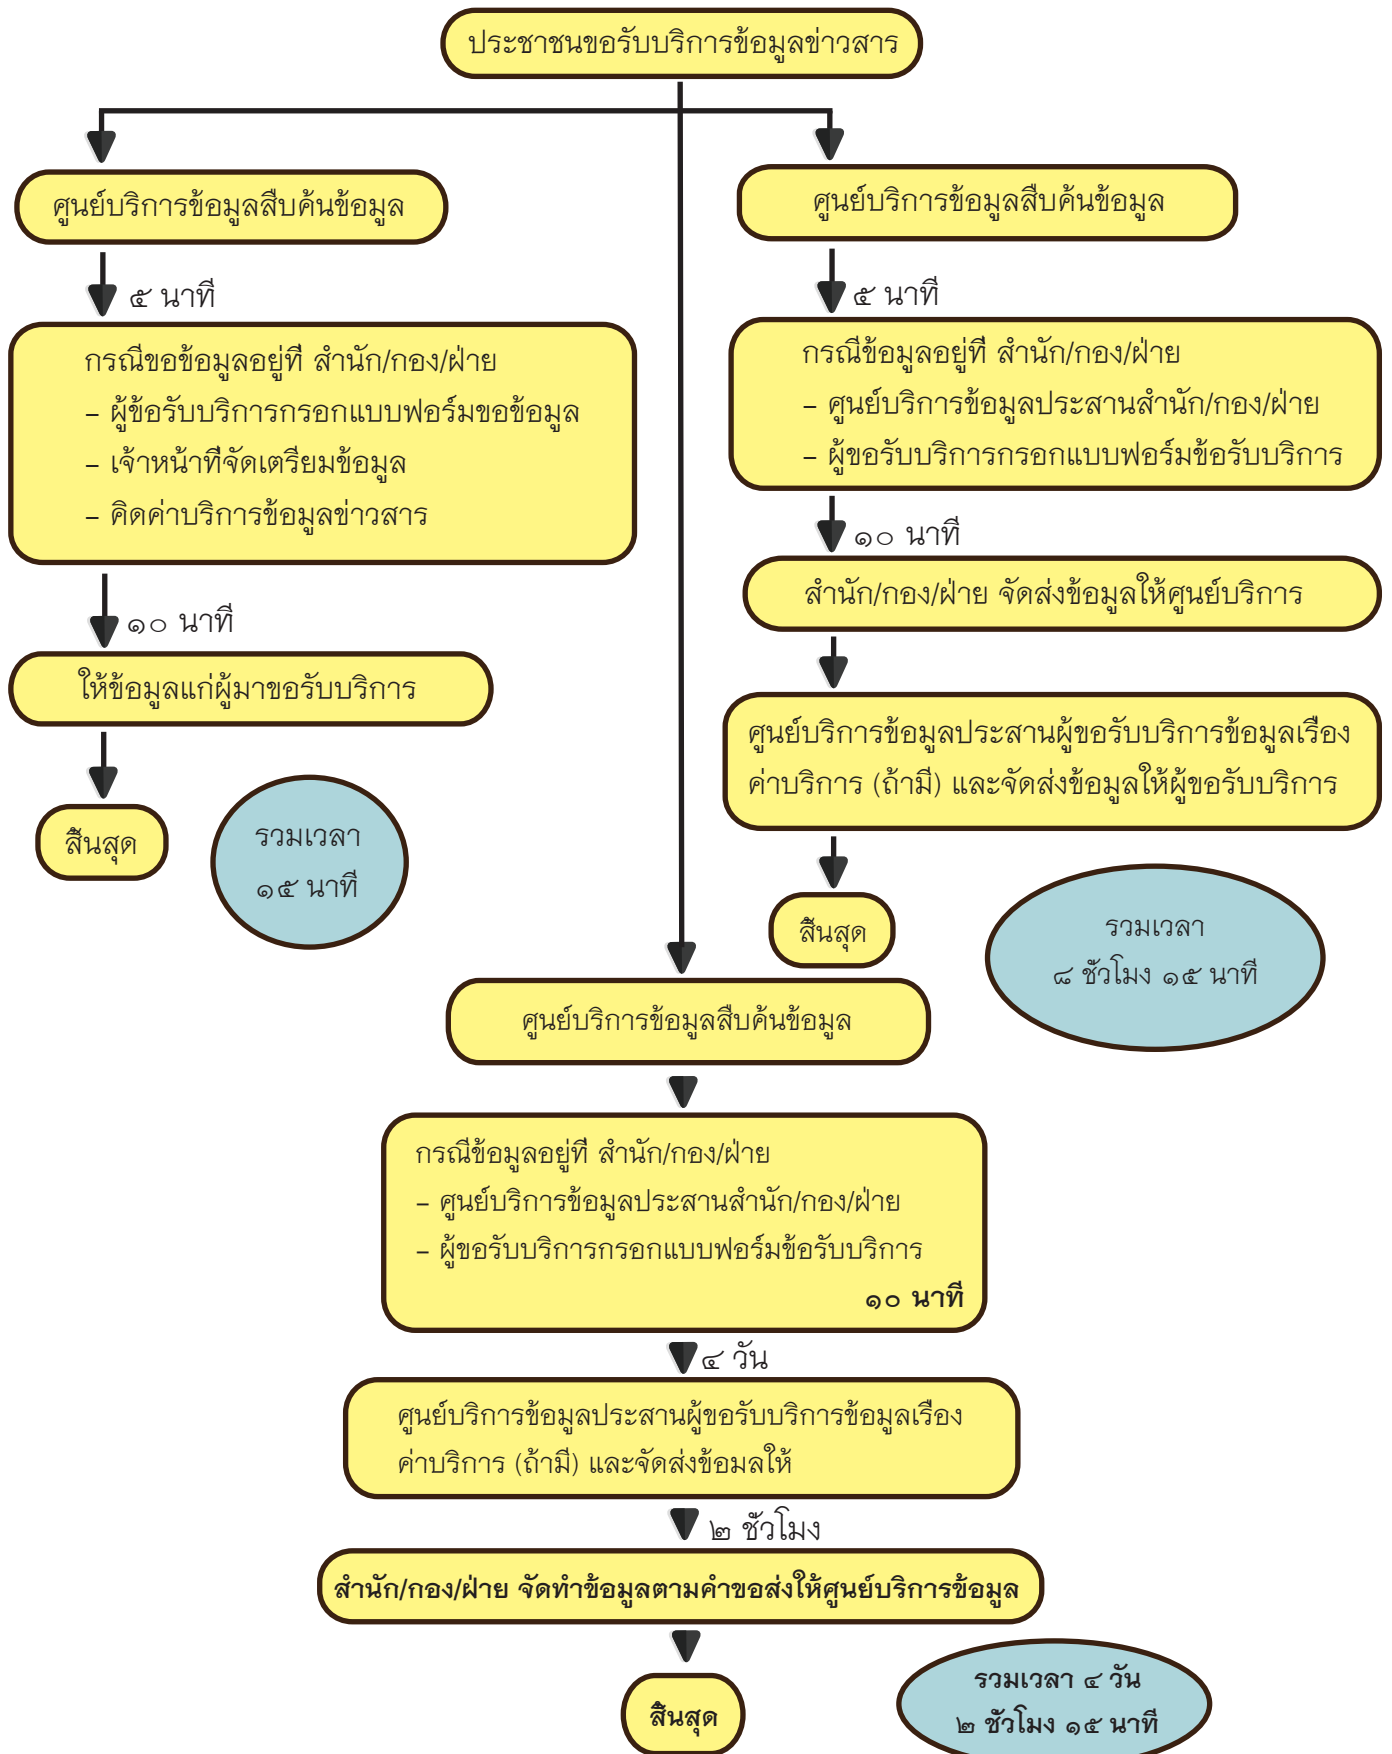 ประชาชนขอรับบริการข้อมูลข่าวสาร
ศูนย์บริการข้อมูลสืบค้นข้อมูล
๕ นาที
กรณีขอข้อมูลอยู่ที่ สำนัก/กอง/ฝ่าย
– ผู้ข้อรับบริการกรอกแบบฟอร์มขอข้อมูล
– เจ้าหน้าที่จัดเตรียมข้อมูล
– คิดค่าบริการข้อมูลข่าวสาร
๑๐ นาที
ให้ข้อมูลแก่ผู้มาขอรับบริการ
สิ้นสุด
รวมเวลา
๑๕ นาที
ศูนย์บริการข้อมูลสืบค้นข้อมูล
๕ นาที
กรณีข้อมูลอยู่ที่ สำนัก/กอง/ฝ่าย
– ศูนย์บริการข้อมูลประสานสำนัก/กอง/ฝ่าย
– ผู้ขอรับบริการกรอกแบบฟอร์มข้อรับบริการ
๑๐ นาที
สำนัก/กอง/ฝ่าย จัดส่งข้อมูลให้ศูนย์บริการ
ศูนย์บริการข้อมูลประสานผู้ขอรับบริการข้อมูลเรื่อง
ค่าบริการ (ถ้ามี) และจัดส่งข้อมูลให้ผู้ขอรับบริการ
สิ้นสุด
รวมเวลา
๘ ชั่วโมง ๑๕ นาที
ศูนย์บริการข้อมูลสืบค้นข้อมูล
กรณีข้อมูลอยู่ที่ สำนัก/กอง/ฝ่าย
– ศูนย์บริการข้อมูลประสานสำนัก/กอง/ฝ่าย
– ผู้ขอรับบริการกรอกแบบฟอร์มข้อรับบริการ
๑๐ นาที
๔ วัน
ศูนย์บริการข้อมูลประสานผู้ขอรับบริการข้อมูลเรื่อง
ค่าบริการ (ถ้ามี) และจัดส่งข้อมลให้
๒ ชั่วโมง
สำนัก/กอง/ฝ่าย จัดทำข้อมูลตามคำขอส่งให้ศูนย์บริการข้อมูล
สิ้นสุด
รวมเวลา ๔ วัน
๒ ชั่วโมง ๑๕ นาที